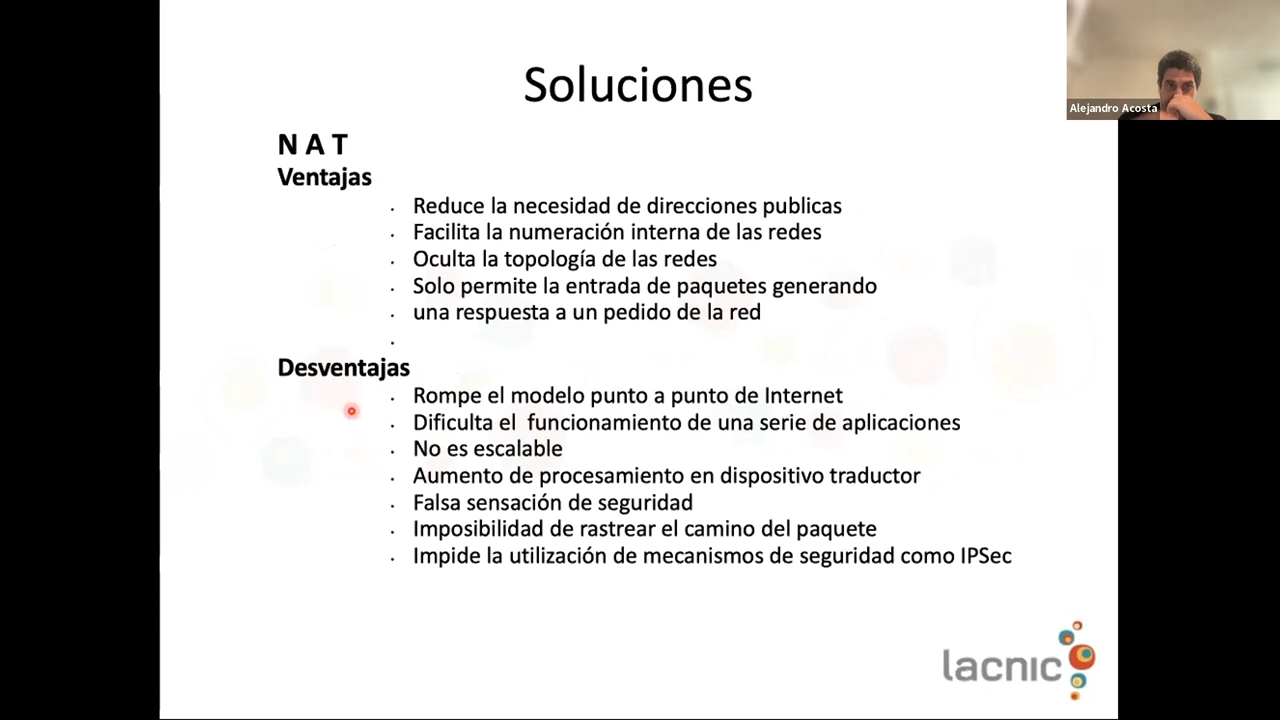 Soluciones
Alejandro Acosta
N A T
Ventajas
· Reduce la necesidad de direcciones publicas
· Facilita la numeración interna de las redes
· Oculta la topología de las redes
· Solo permite la entrada de paquetes generando
· una respuesta a un pedido de la red
·
Desventajas
· Rompe el modelo punto a punto de Internet
· Dificulta el  funcionamiento de una serie de aplicaciones
· No es escalable
· Aumento de procesamiento en dispositivo traductor
· Falsa sensación de seguridad
· Imposibilidad de rastrear el camino del paquete
· Impide la utilización de mecanismos de seguridad como IPSec
lacnic